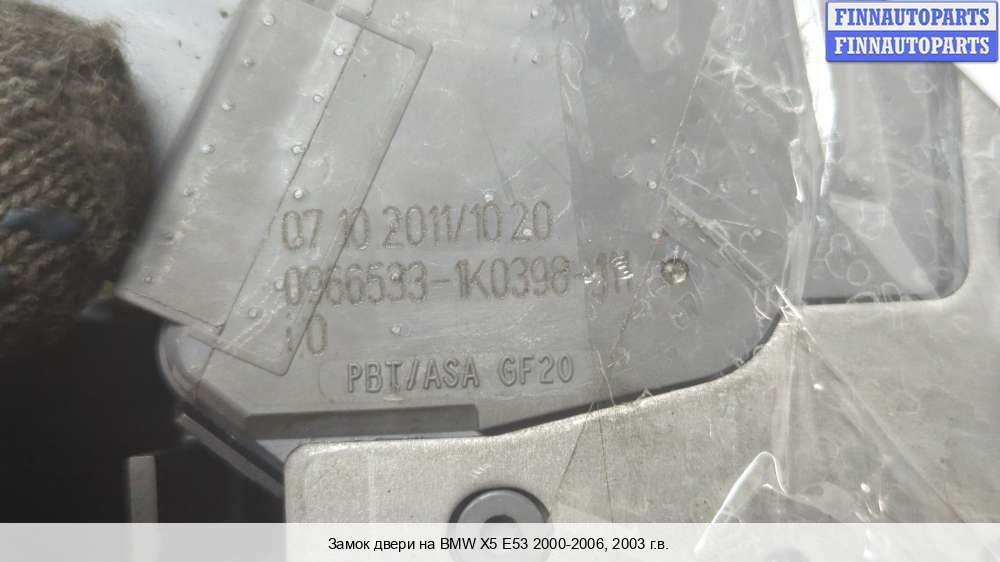 FINNAUTOPARTS
FINNAUTOPARTS
07 10 2011/10 20
0966533-1K0398
PBT/ASA GF20
Замок двери на BMW X5 E53 2000-2006, 2003 г.в.